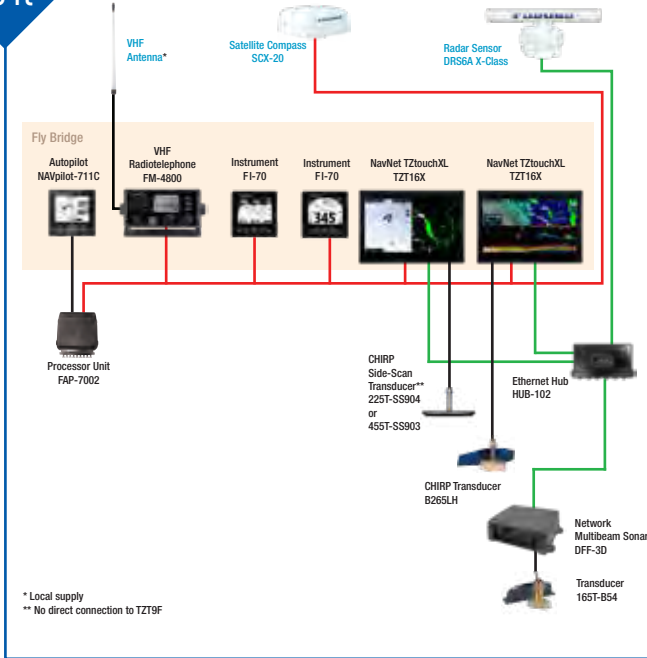 VHF
Antenna*
Satellite Compass
SCX-20
Radar Sensor
DRS6A X-Class
FURUNO
Fly Bridge
Autopilot
NAVpilot-711C
VHF
Radiotelephone
FM-4800
Instrument
FI-70
Instrument
FI-70
NavNet TZtouchXL
TZT16X
NavNet TZtouchXL
TZT16X
345
Processor Unit
FAP-7002
CHIRP
Side-Scan
Transducer**
225T-SS904
or
455T-SS903
Ethernet Hub
HUB-102
CHIRP Transducer
B265LH
Network
Multibeam Sonar
DFF-3D
Transducer
165T-B54
* Local supply
** No direct connection to TZT9F